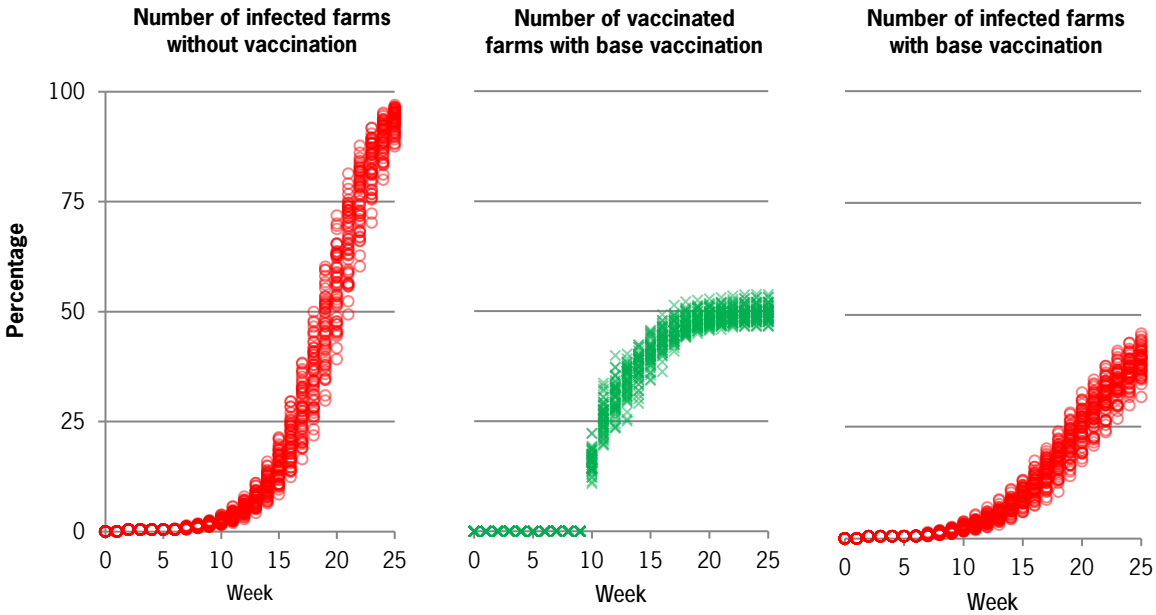 Number of infected farms
without vaccination
Number of vaccinated
farms with base vaccination
Number of infected farms
with base vaccination
Percentage
100
75
50
25
0
0 5 10 15 20 25
Week
0 5 10 15 20 25
Week
0 5 10 15 20 25
Week